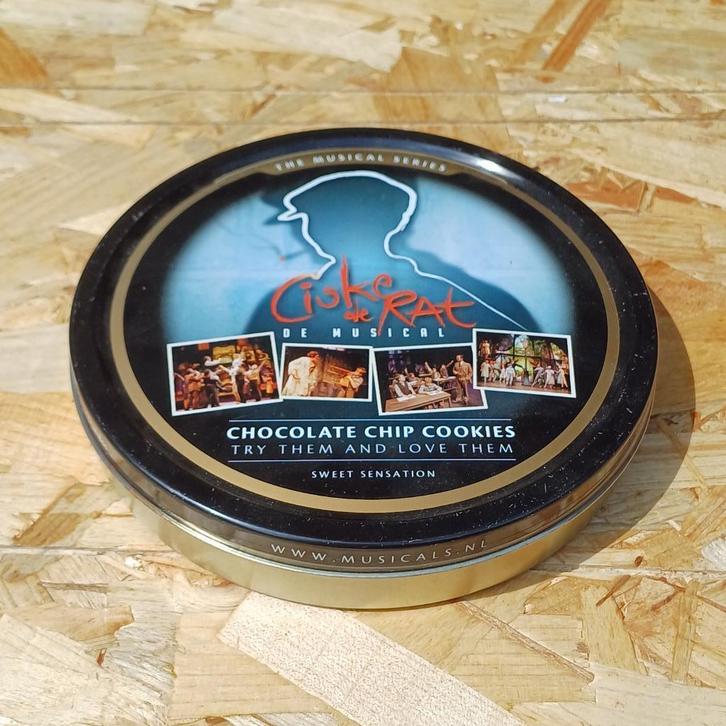 THE MUSICAL SERIES
Ciske
de RAT
DE MUSICAL
CHOCOLATE CHIP COOKIES
TRY THEM AND LOVE THEM
SWEET SENSATION
WWW.MUSICALS.NL